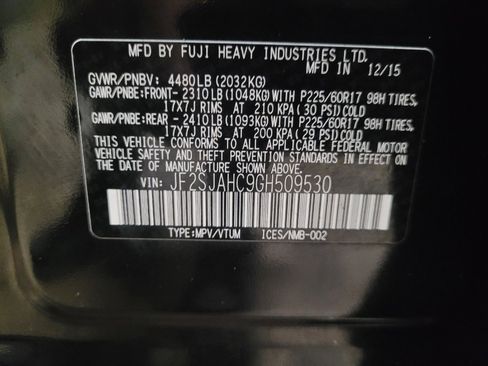 MFD BY FUJI HEAVY INDUSTRIES LTD.
MFD IN 12/15
GVWR/PNBV: 4480LB (2032KG)
GAWR/PNBE:FRONT-2310LB(1048KG)WITH P225/60R17 98H TIRES,
17X7J RIMS AT 210 KPA(30 PSI)COLD
GAWR/PNBE:REAR -2410LB(1093KG)WITH P225/60R17 98H TIRES,
17X7J RIMS AT 200 KPA(29 PSI)COLD
THIS VEHICLE CONFORMS TO ALL APPLICABLE FEDERAL MOTOR
VEHICLE SAFETY AND THEFT PREVENTION STANDARDS IN EFFECT
ON THE DATE OF MANUFACTURE SHOWN ABOVE.
VIN: JF2SJAHC9GH509530
TYPE:MPV/VTUM ICES/NMB-002